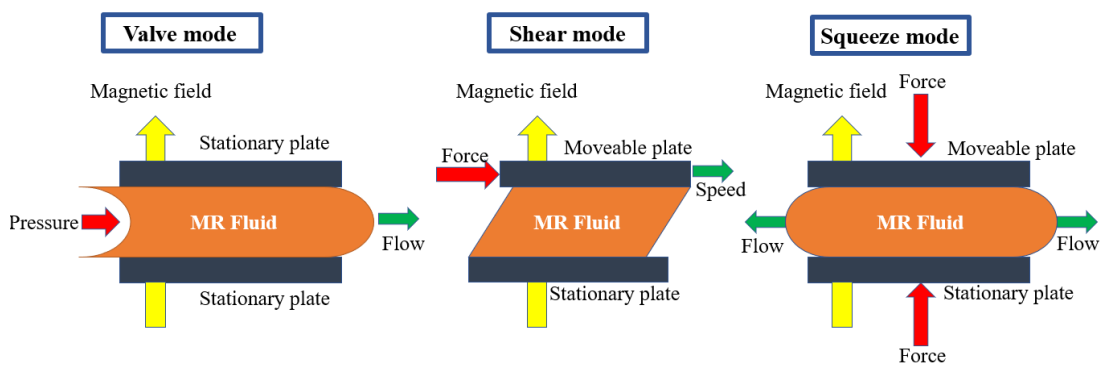 Valve mode
Magnetic field
Stationary plate
Pressure
MR Fluid
Flow
Stationary plate
Shear mode
Magnetic field
Force
Moveable plate
Speed
MR Fluid
Stationary plate
Squeeze mode
Force
Magnetic field
Moveable plate
Flow
MR Fluid
Flow
Stationary plate
Force